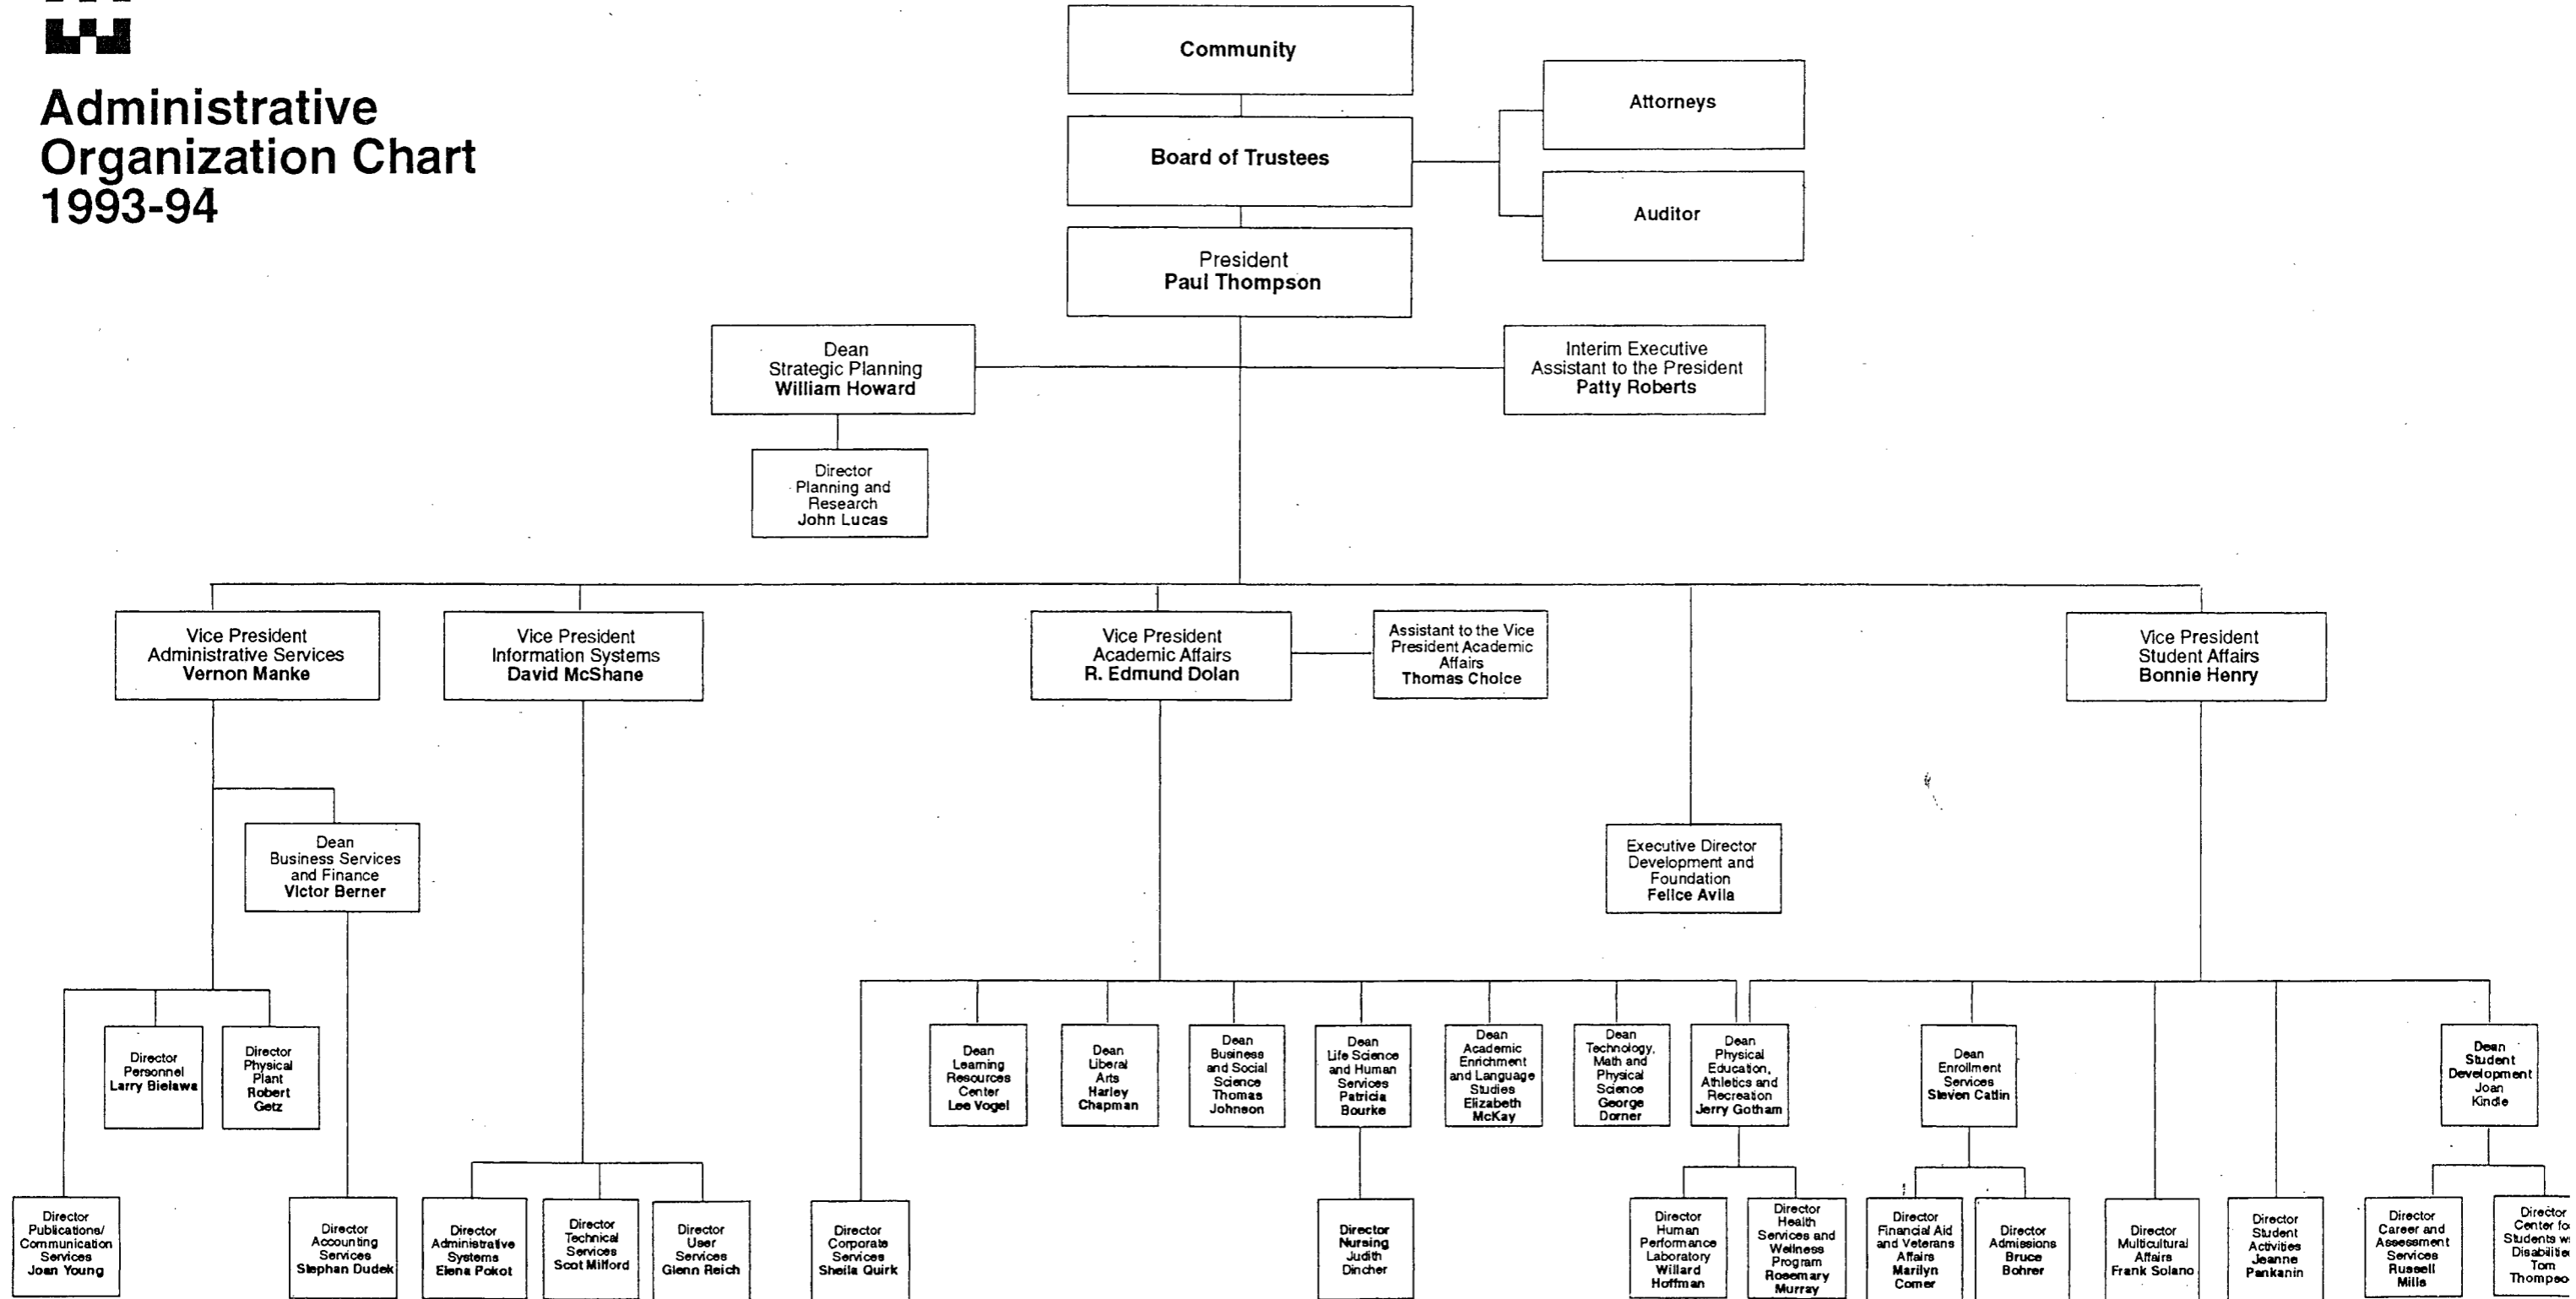 Administrative
Organization Chart
1993-94
Community
Board of Trustees
Attorneys
Auditor
President
Paul Thompson
Dean
Strategic Planning
William Howard
Interim Executive
Assistant to the President
Patty Roberts
Director
Planning and
Research
John Lucas
Vice President
Administrative Services
Vernon Manke
Vice President
Information Systems
David McShane
Vice President
Academic Affairs
R. Edmund Dolan
Assistant to the Vice
President Academic
Affairs
Thomas Choice
Vice President
Student Affairs
Bonnie Henry
Dean
Business Services
and Finance
Victor Berner
Executive Director
Development and
Foundation
Felice Avila
Director
Personnel
Larry Bielawa
Director
Physical
Plant
Robert
Getz
Dean
Learning
Resources
Center
Lee Vogel
Dean
Liberal
Arts
Harley
Chapman
Dean
Business
and Social
Science
Thomas
Johnson
Dean
Life Science
and Human
Services
Patricia
Bourke
Dean
Academic
Enrichment
and Language
Studies
Elizabeth
McKay
Dean
Technology,
Math and
Physical
Science
George
Dorner
Dean
Physical
Education,
Athletics and
Recreation
Jerry Gotham
Dean
Enrollment
Services
Steven Catlin
Dean
Student
Development
Joan
Kindle
Director
Publications/
Communication
Services
Joan Young
Director
Accounting
Services
Stephan Dudek
Director
Administrative
Systems
Elena Pokot
Director
Technical
Services
Scot Milford
Director
User
Services
Glenn Reich
Director
Corporate
Services
Sheila Quirk
Director
Nursing
Judith
Dincher
Director
Human
Performance
Laboratory
Willard
Hoffman
Director
Health
Services and
Wellness
Program
Rosemary
Murray
Director
Financial Aid
and Veterans
Affairs
Marilyn
Comer
Director
Admissions
Bruce
Bohrer
Director
Multicultural
Affairs
Frank Solano
Director
Student
Activities
Jeanne
Pankanin
Director
Career and
Assessment
Services
Russell
Mills
Director
Center
Students
Tom